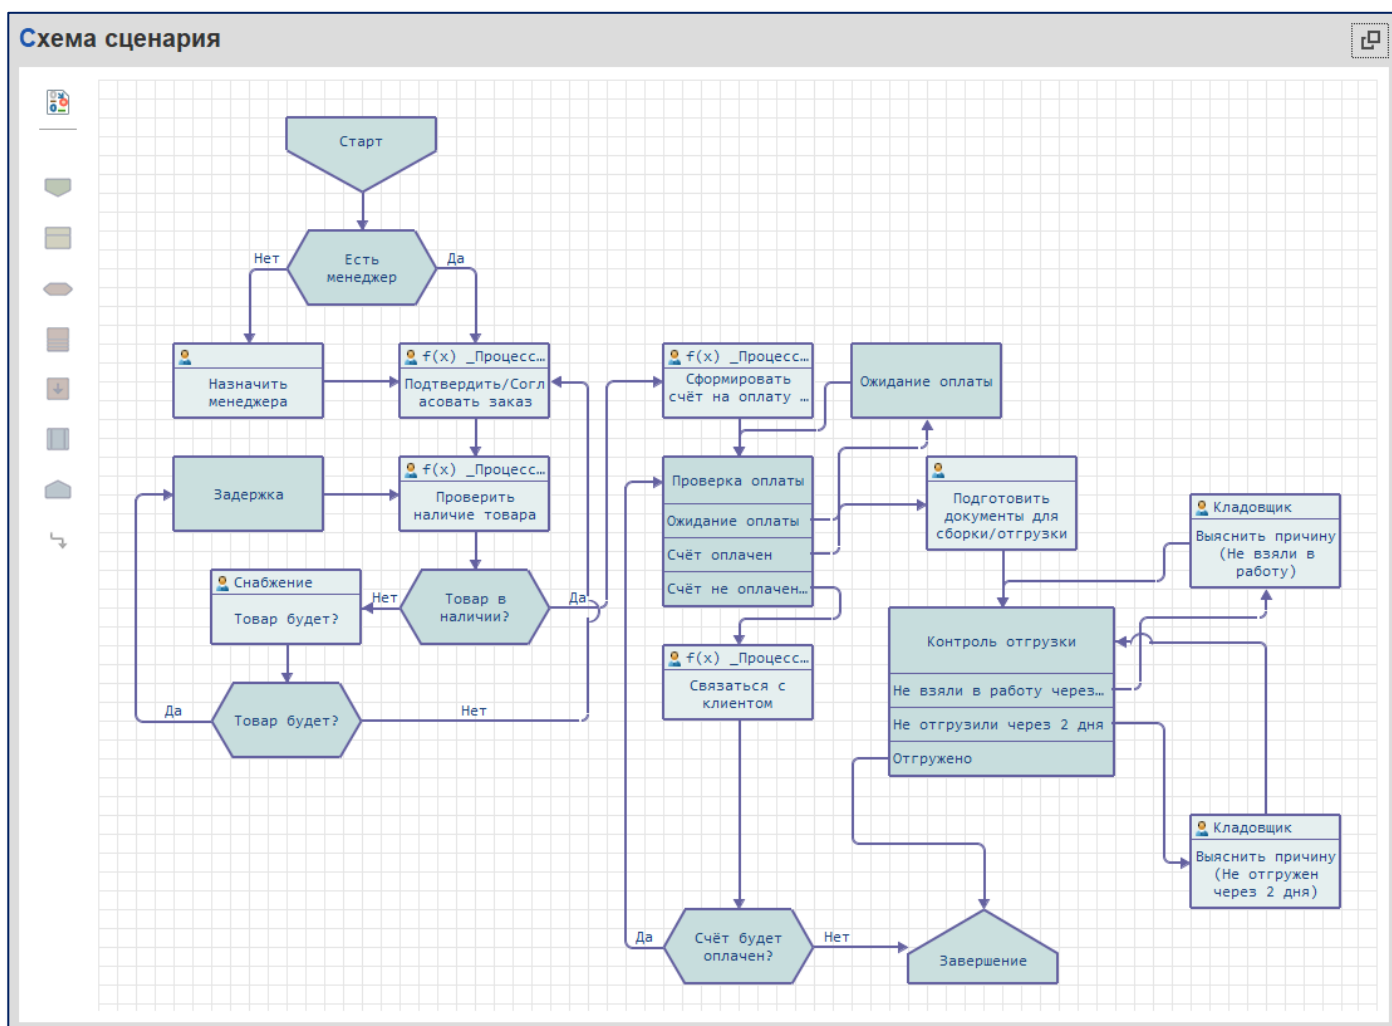 Схема сценария
Старт
Есть
менеджер
Нет
Да
Назначить
менеджера
f(x) _Процесс...
Подтвердить/Согл
асовать заказ
f(x) _Процесс...
Сформировать
счёт на оплату ...
Ожидание оплаты
Задержка
f(x) _Процесс...
Проверить
наличие товара
Проверка оплаты
Ожидание оплаты
Счёт оплачен
Счёт не оплачен...
Подготовить
документы для
сборки/отгрузки
Кладовщик
Выяснить причину
(Не взяли в
работу)
Снабжение
Товар будет?
Нет
Товар в
наличии?
Да
Контроль отгрузки
Не взяли в работу через...
Не отгрузили через 2 дня
Отгружено
f(x) _Процесс...
Связаться с
клиентом
Да
Товар будет?
Нет
Кладовщик
Выяснить причину
(Не отгружен
через 2 дня)
Да
Счёт будет
оплачен?
Нет
Завершение